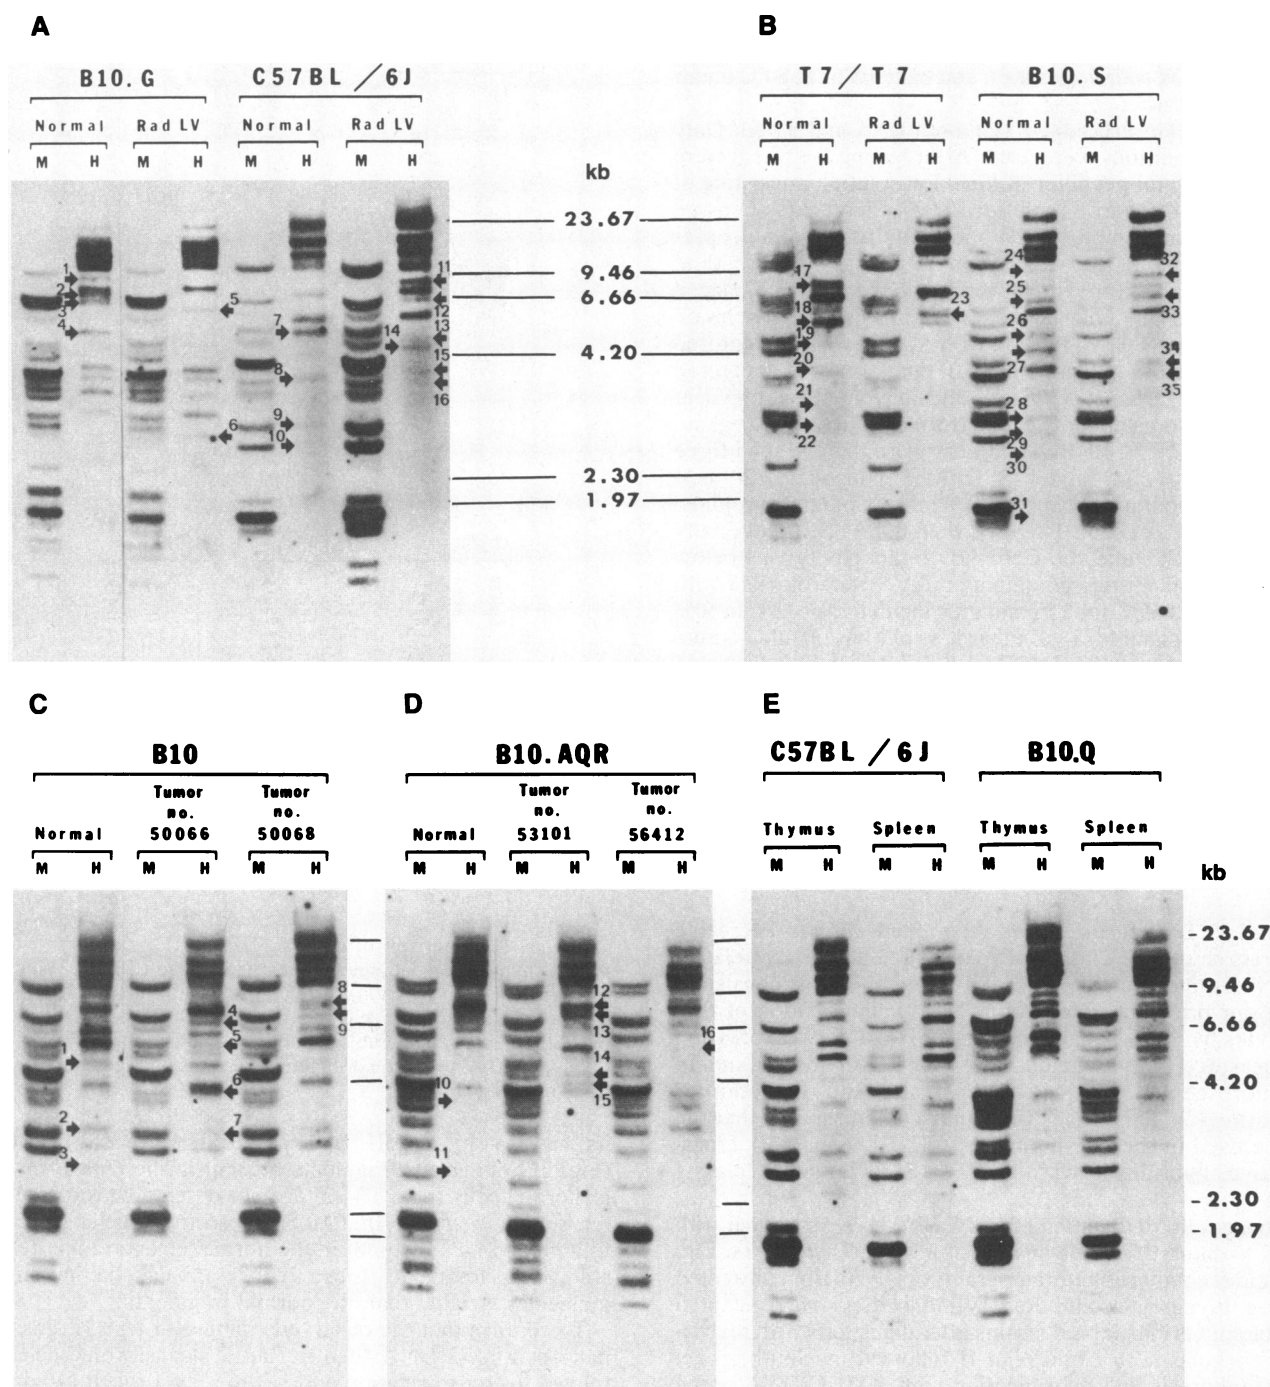 A
B
B10.G
C57BL/6J
T7/T7
B10.S
Normal
Rad LV
Normal
Rad LV
Normal
Rad LV
Normal
Rad LV
M H M H M H M H
M H M H M H M H
kb
23.67
9.46
6.66
4.20
2.30
1.97
1
2
3
4
5
6
7
8
9
10
11
12
13
14
15
16
17
18
19
20
21
22
23
24
25
26
27
28
29
30
31
32
33
34
35
C
D
E
B10
B10.AQR
C57BL/6J
B10.Q
Normal
Tumor no. 50066
Tumor no. 50068
Normal
Tumor no. 53101
Tumor no. 56412
Thymus
Spleen
Thymus
Spleen
M H M H M H
M H M H M H
M H M H M H M H
kb
-23.67
-9.46
-6.66
-4.20
-2.30
-1.97
1
2
3
4
5
6
7
8
9
10
11
12
13
14
15
16